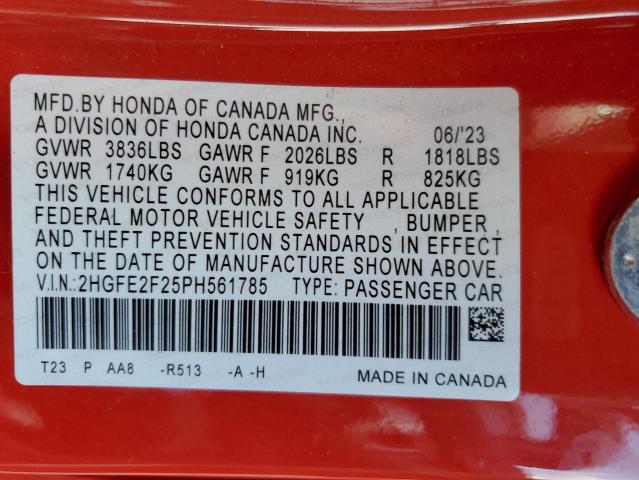 MFD.BY HONDA OF CANADA MFG.,
A DIVISION OF HONDA CANADA INC. 06/'23
GVWR 3836LBS GAWR F 2026LBS R 1818LBS
GVWR 1740KG GAWR F 919KG R 825KG
THIS VEHICLE CONFORMS TO ALL APPLICABLE
FEDERAL MOTOR VEHICLE SAFETY , BUMPER,
AND THEFT PREVENTION STANDARDS IN EFFECT
ON THE DATE OF MANUFACTURE SHOWN ABOVE.
V.I.N.:2HGFE2F25PH561785 TYPE: PASSENGER CAR
T23 P AA8 -R513 -A -H
MADE IN CANADA